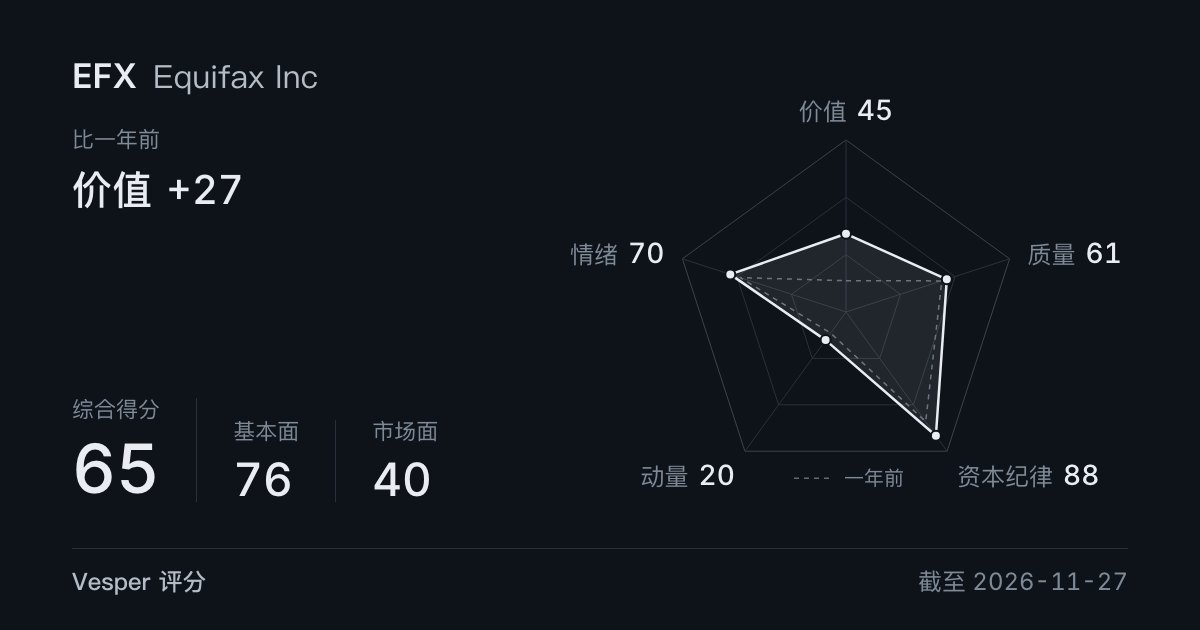 EFX Equifax Inc
比一年前
价值 +27
价值 45
情绪 70
质量 61
动量 20
一年前
资本纪律 88
综合得分
65
基本面
76
市场面
40
Vesper 评分
截至 2026-11-27